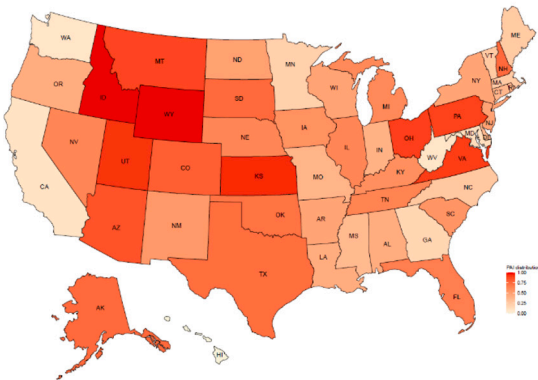 WA
MT
ND
MN
ME
VT
NH
OR
ID
SD
WI
NY
MA
CT
WY
MI
PA
NJ
IA
NE
OH
MD
NV
UT
CO
IL
IN
WV
VA
KS
MO
KY
CA
NC
TN
AZ
NM
OK
AR
SC
MS
AL
GA
TX
LA
FL
AK
HI
1.00
0.75
0.50
0.25
0.00